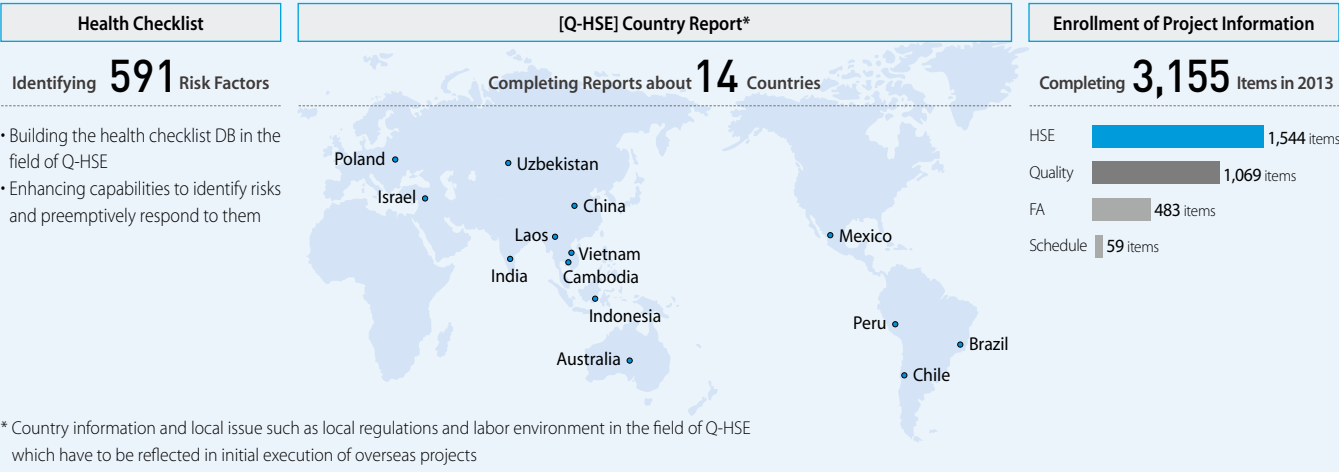 Health Checklist
Identifying 591 Risk Factors
• Building the health checklist DB in the
field of Q-HSE
• Enhancing capabilities to identify risks
and preemptively respond to them
[Q-HSE] Country Report*
Completing Reports about 14 Countries
Poland
Uzbekistan
Israel
China
Laos
Vietnam
India
Cambodia
Indonesia
Australia
Mexico
Peru
Brazil
Chile
Enrollment of Project Information
Completing 3,155 Items in 2013
HSE 1,544 items
Quality 1,069 items
FA 483 items
Schedule 59 items
* Country information and local issue such as local regulations and labor environment in the field of Q-HSE
which have to be reflected in initial execution of overseas projects